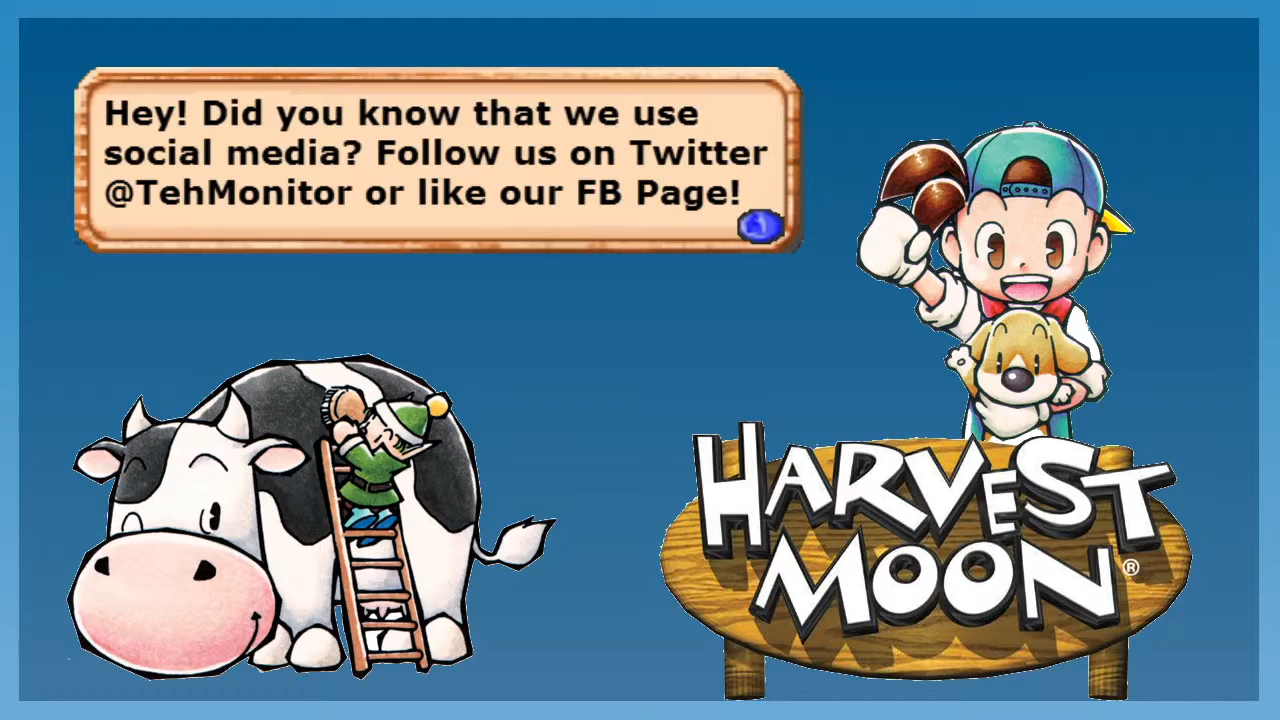 Hey! Did you know that we use
social media? Follow us on Twitter
@TehMonitor or like our FB Page!
HARVEST
MOON®